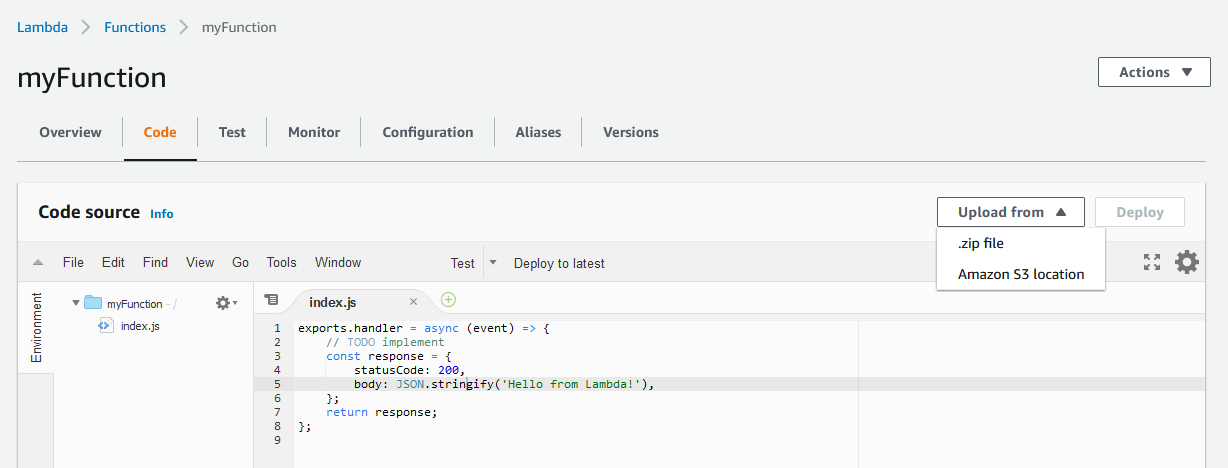 Lambda > Functions > myFunction
myFunction
Actions ▼
Overview Code Test Monitor Configuration Aliases Versions
Code source Info
Upload from ▲ Deploy
.zip file
Amazon S3 location
File Edit Find View Go Tools Window Test Deploy to latest
Environment
myFunction - /
index.js
index.js ×
1 exports.handler = async (event) => {
2 // TODO implement
3 const response = {
4 statusCode: 200,
5 body: JSON.stringify('Hello from Lambda!'),
6 };
7 return response;
8 };
9